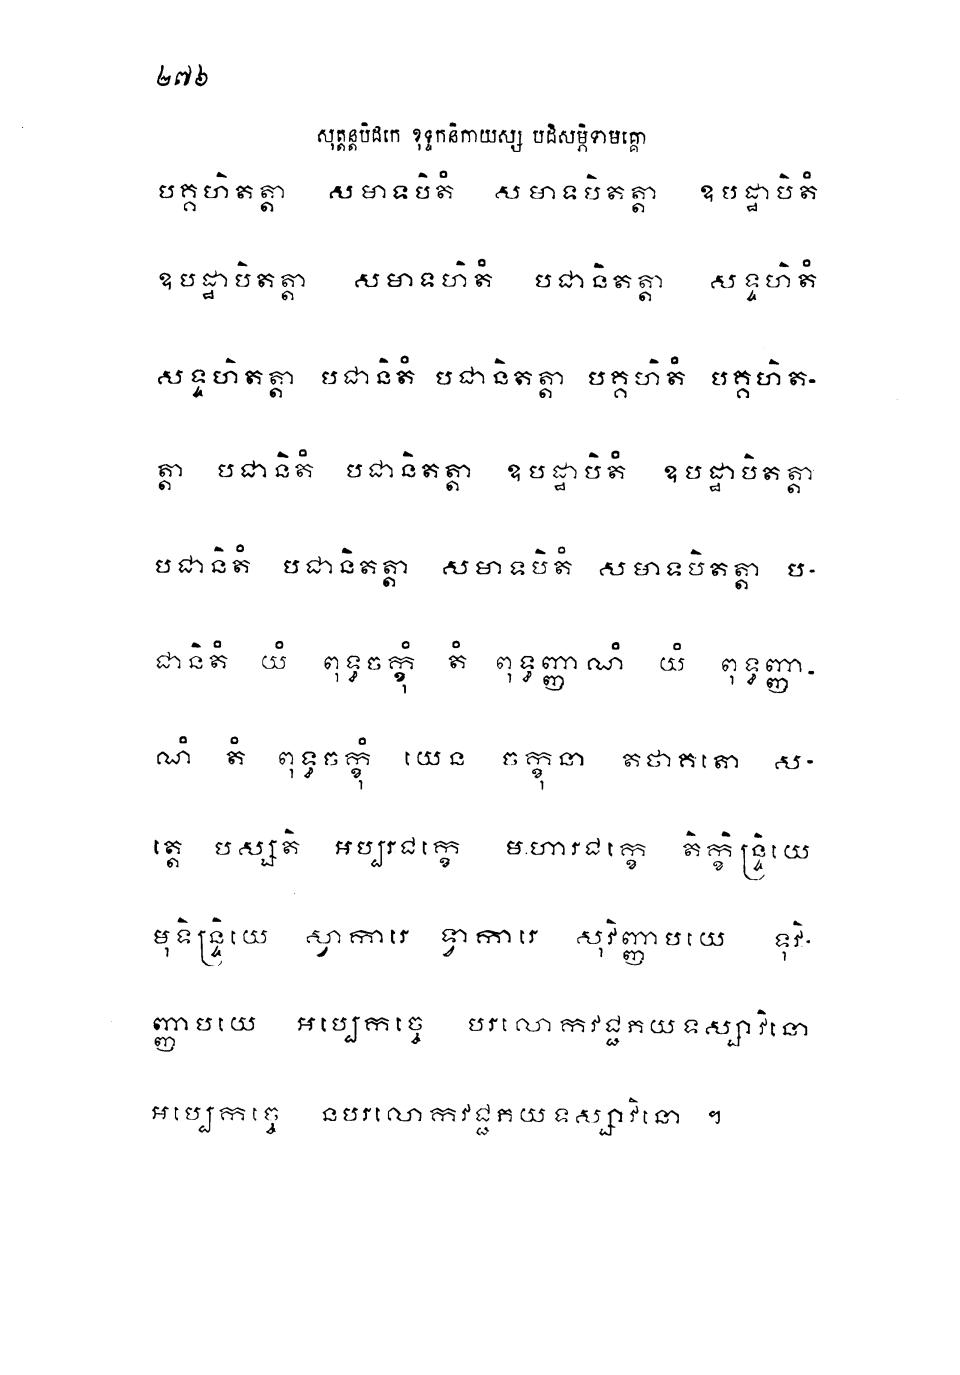 ២៧៦
សុត្តន្តបិដកេ ខុទ្ទកនិកាយស្ស បដិសម្ភិទាមគ្គោ
បគ្គហិតត្តា សមាទបិតំ សមាទបិតត្តា ឧបដ្ឋាបិតំ
ឧបដ្ឋាបិតត្តា សមាទហិតំ បជានិតត្តា សទ្ទហិតំ
សទ្ទហិតត្តា បជានិតំ បជានិតត្តា បគ្គហិតំ បគ្គហិត-
ត្តា បជានិតំ បជានិតត្តា ឧបដ្ឋាបិតំ ឧបដ្ឋាបិតត្តា
បជានិតំ បជានិតត្តា សមាទបិតំ សមាទបិតត្តា ប-
ជានិតំ យំ ពុទ្ធចក្ខុំ តំ ពុទ្ធញ្ញាណំ យំ ពុទ្ធញ្ញា-
ណំ តំ ពុទ្ធចក្ខុំ យេន ចក្ខុនា តថាគតោ ស-
ត្តេ បស្សតិ អប្បរជក្ខេ មហារជក្ខេ តិក្ខិន្ទ្រិយេ
មុទិន្ទ្រិយេ ស្វាការេ ទ្វាការេ សុវិញ្ញាបយេ ទុវិ-
ញ្ញាបយេ អប្បេកច្ចេ បរលោកវជ្ជភយទស្សាវិនោ
អប្បេកច្ចេ នបរលោកវជ្ជភយទស្សាវិនោ ។